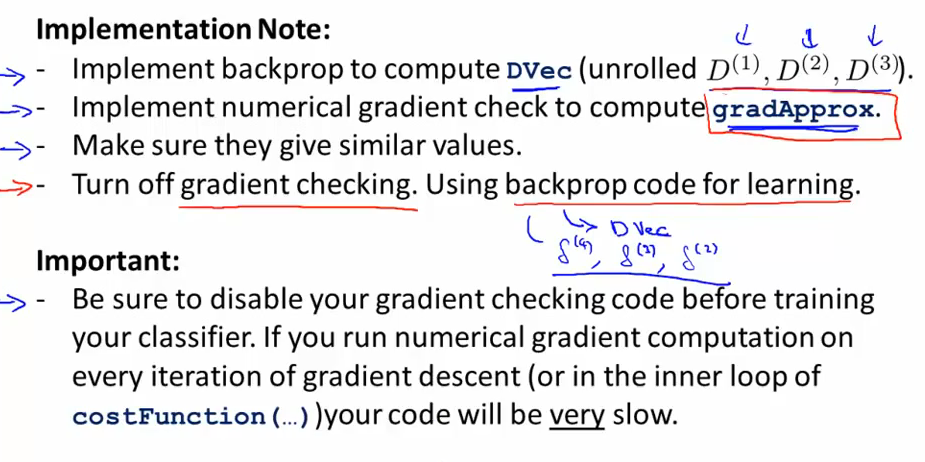 Implementation Note:
- Implement backprop to compute DVec (unrolled D⁽¹⁾, D⁽²⁾, D⁽³⁾).
- Implement numerical gradient check to compute gradApprox.
- Make sure they give similar values.
- Turn off gradient checking. Using backprop code for learning.
DVec
δ⁽⁴⁾, δ⁽³⁾, δ⁽²⁾
Important:
- Be sure to disable your gradient checking code before training
your classifier. If you run numerical gradient computation on
every iteration of gradient descent (or in the inner loop of
costFunction(…))your code will be very slow.